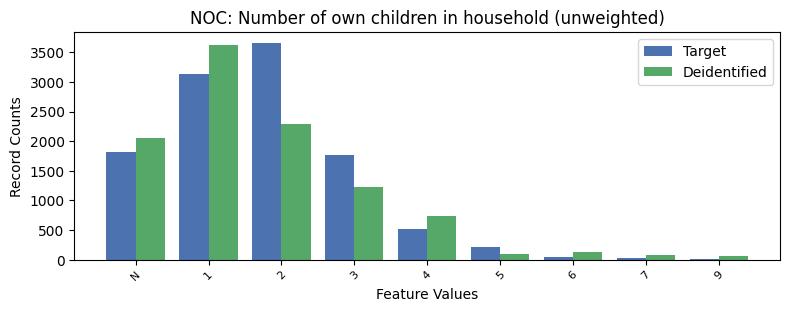 NOC: Number of own children in household (unweighted)
Target
Deidentified
Record Counts
3500
3000
2500
2000
1500
1000
500
0
N 1 2 3 4 5 6 7 9
Feature Values